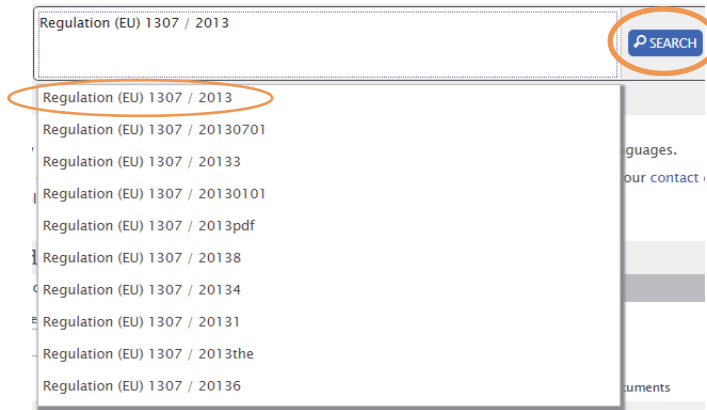 Regulation (EU) 1307 / 2013
SEARCH
Regulation (EU) 1307 / 2013
Regulation (EU) 1307 / 20130701
Regulation (EU) 1307 / 20133
guages.
our contact
Regulation (EU) 1307 / 20130101
Regulation (EU) 1307 / 2013pdf
Regulation (EU) 1307 / 20138
Regulation (EU) 1307 / 20134
Regulation (EU) 1307 / 20131
Regulation (EU) 1307 / 2013the
Regulation (EU) 1307 / 20136
cuments